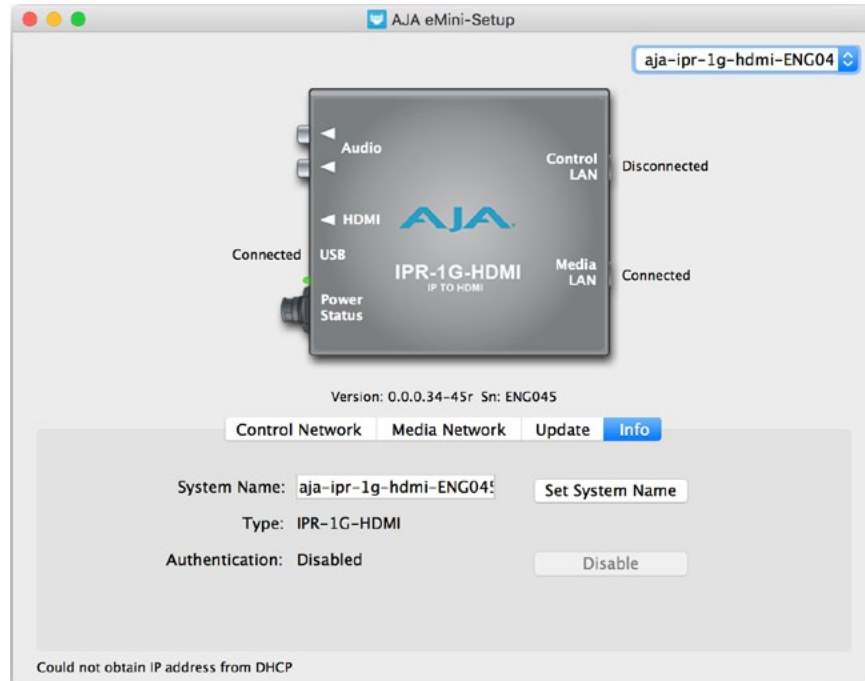 AJA eMini-Setup
aja-ipr-1g-hdmi-ENG04
Audio
Control
LAN
Disconnected
HDMI
AJA
Connected
USB
IPR-1G-HDMI
IP TO HDMI
Media
LAN
Connected
Power
Status
Version: 0.0.0.34-45r Sn: ENG045
Control Network Media Network Update Info
System Name: aja-ipr-1g-hdmi-ENG045 Set System Name
Type: IPR-1G-HDMI
Authentication: Disabled Disable
Could not obtain IP address from DHCP